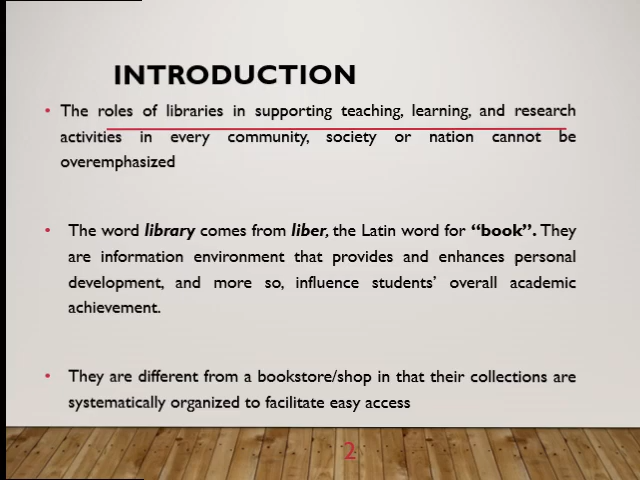 INTRODUCTION
• The roles of libraries in supporting teaching, learning, and research
activities in every community, society or nation cannot be
overemphasized
• The word library comes from liber, the Latin word for “book”. They
are information environment that provides and enhances personal
development, and more so, influence students’ overall academic
achievement.
• They are different from a bookstore/shop in that their collections are
systematically organized to facilitate easy access
2